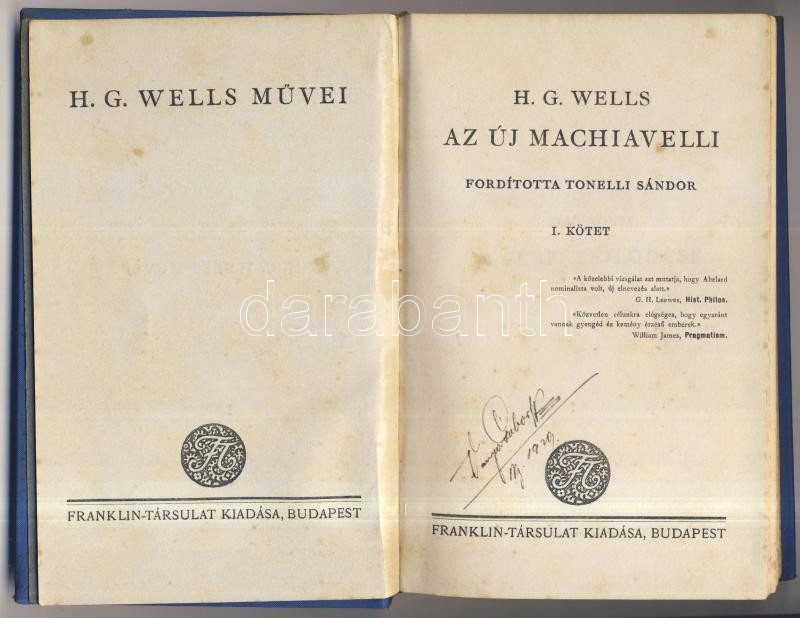 H. G. WELLS MŰVEI
FRANKLIN-TÁRSULAT KIADÁSA, BUDAPEST
H. G. WELLS
AZ ÚJ MACHIAVELLI
FORDÍTOTTA TONELLI SÁNDOR
I. KÖTET
«A közelebbi vizsgálat azt mutatja, hogy Abelard
nominalista volt, új elnevezés alatt.»
G. H. Leewes, Hist. Philos.
«Közvetlen célunkra elégséges, hogy egyaránt
vannak gyengéd és kemény érzésű emberek.»
William James, Pragmatism.
1929
FRANKLIN-TÁRSULAT KIADÁSA, BUDAPEST
darabanth